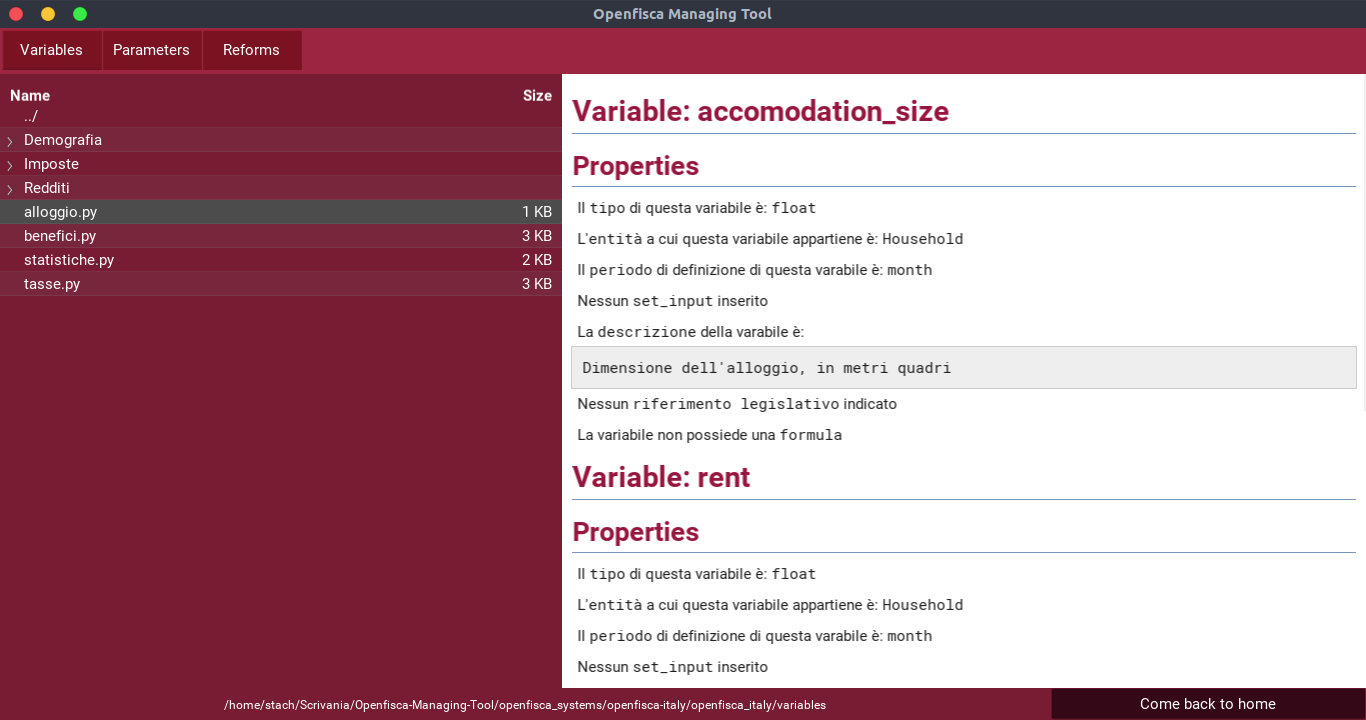 Openfisca Managing Tool
Variables Parameters Reforms
Name Size
../
Demografia
Imposte
Redditi
alloggio.py 1 KB
benefici.py 3 KB
statistiche.py 2 KB
tasse.py 3 KB
Variable: accomodation_size
Properties
Il tipo di questa variabile è: float
L'entità a cui questa variabile appartiene è: Household
Il periodo di definizione di questa varabile è: month
Nessun set_input inserito
La descrizione della varabile è:
Dimensione dell'alloggio, in metri quadri
Nessun riferimento legislativo indicato
La variabile non possiede una formula
Variable: rent
Properties
Il tipo di questa variabile è: float
L'entità a cui questa variabile appartiene è: Household
Il periodo di definizione di questa varabile è: month
Nessun set_input inserito
/home/stach/Scrivania/Openfisca-Managing-Tool/openfisca_systems/openfisca-italy/openfisca_italy/variables
Come back to home